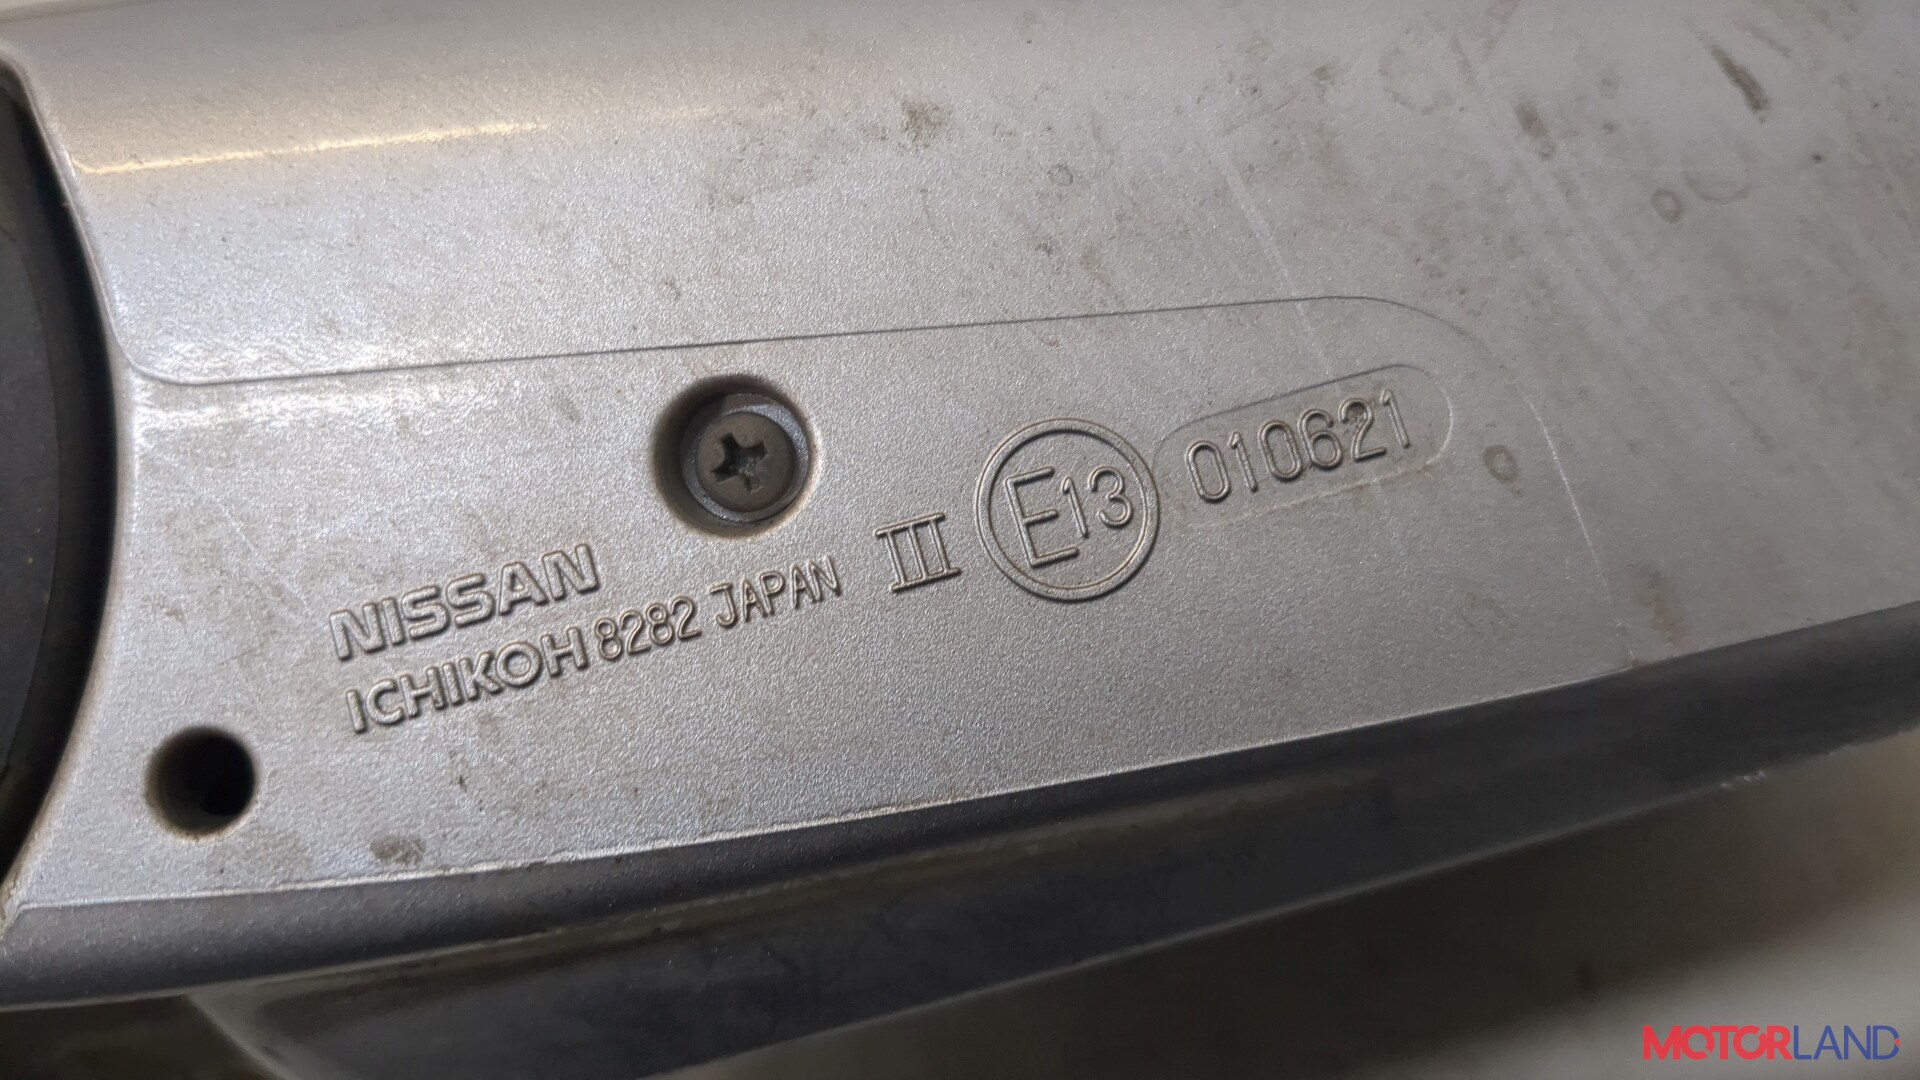 NISSAN
ICHIKOH 8282 JAPAN III E13 010621
MOTORLAND